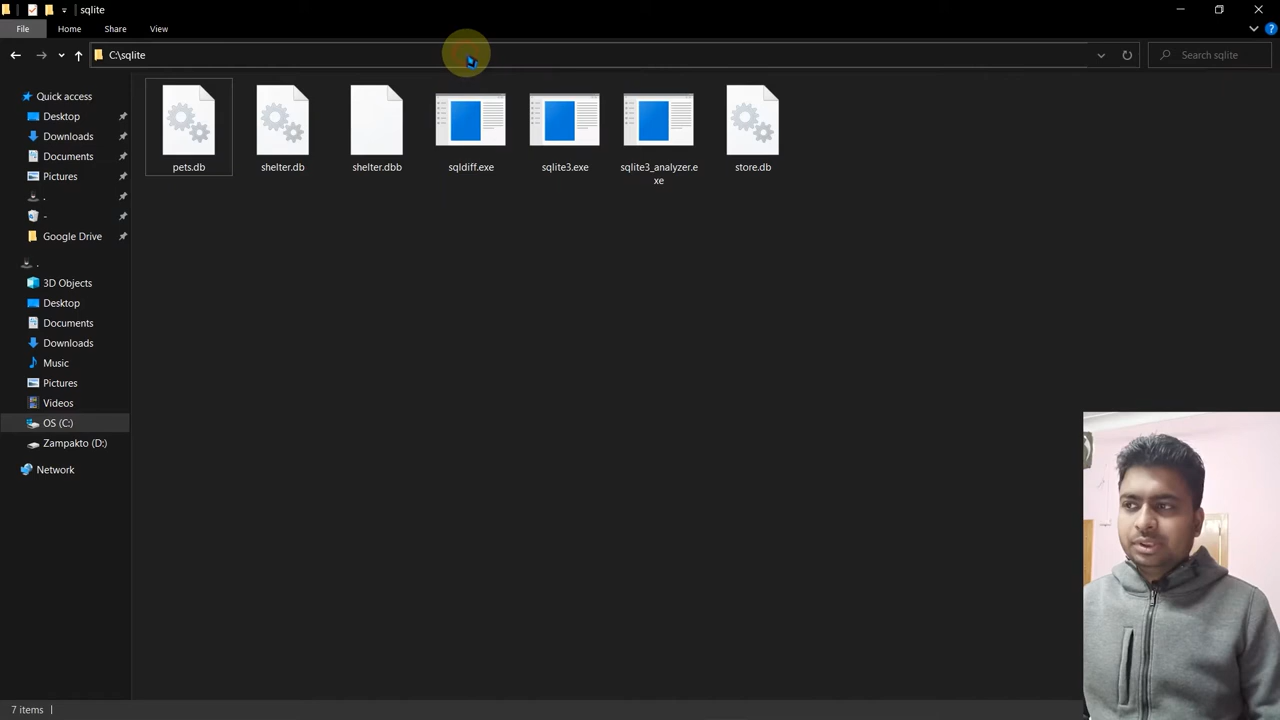 sqlite
File
Home
Share
View
C:\sqlite
Search sqlite
Quick access
Desktop
Downloads
Documents
Pictures
.
-
Google Drive
.
3D Objects
Desktop
Documents
Downloads
Music
Pictures
Videos
OS (C:)
Zampakto (D:)
Network
pets.db
shelter.db
shelter.dbb
sqldiff.exe
sqlite3.exe
sqlite3_analyzer.e
xe
store.db
7 items